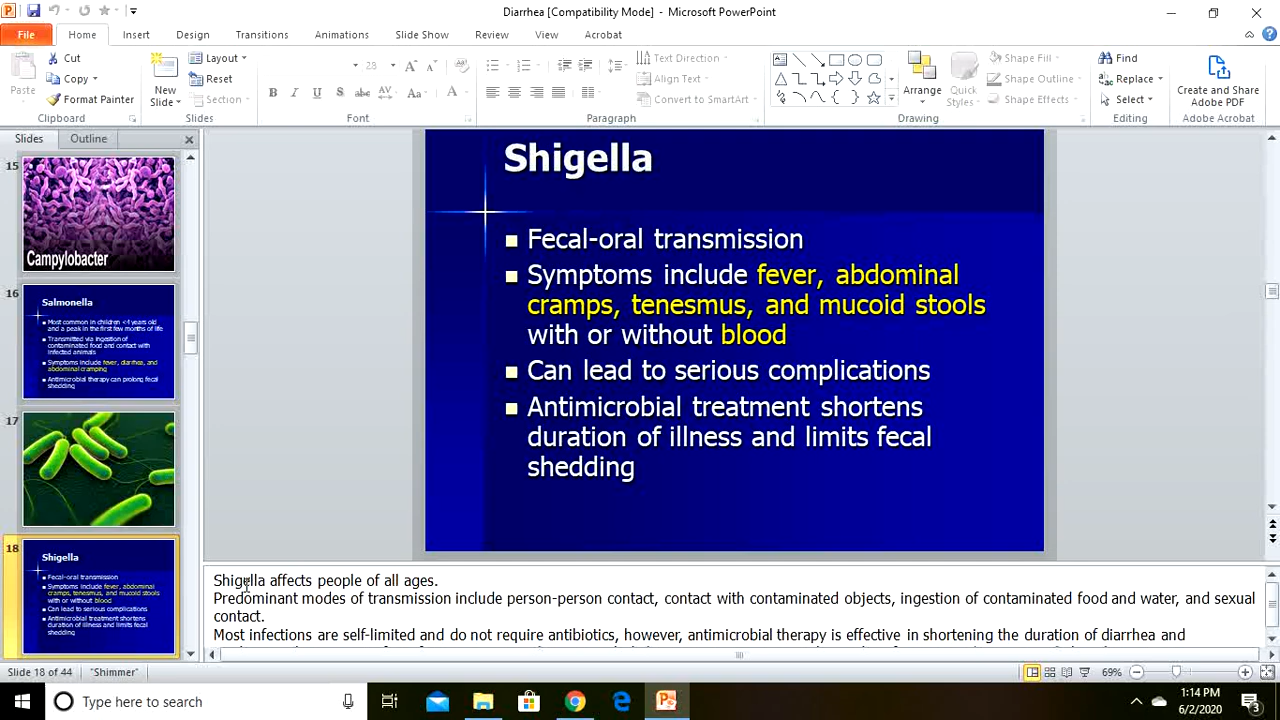 Diarrhea [Compatibility Mode] - Microsoft PowerPoint
File Home Insert Design Transitions Animations Slide Show Review View Acrobat
Paste
Cut
Copy
Format Painter
Clipboard
New Slide
Layout
Reset
Section
Slides
28
Font
Text Direction
Align Text
Convert to SmartArt
Paragraph
Arrange
Quick Styles
Shape Fill
Shape Outline
Shape Effects
Drawing
Find
Replace
Select
Editing
Create and Share
Adobe PDF
Adobe Acrobat
Slides Outline
15
Campylobacter
16
Salmonella
Most common in children <4 years old
and a peak in the first few months of life
Transmitted via ingestion of
contaminated food and contact with
infected animals
Symptoms include fever, diarrhea, and
abdominal cramping
Antimicrobial therapy can prolong fecal
shedding
17
18
Shigella
Fecal-oral transmission
Symptoms include fever, abdominal
cramps, tenesmus, and mucoid stools
with or without blood
Can lead to serious complications
Antimicrobial treatment shortens
duration of illness and limits fecal
shedding
Shigella
Fecal-oral transmission
Symptoms include fever, abdominal
cramps, tenesmus, and mucoid stools
with or without blood
Can lead to serious complications
Antimicrobial treatment shortens
duration of illness and limits fecal
shedding
Shigella affects people of all ages.
Predominant modes of transmission include person-person contact, contact with contaminated objects, ingestion of contaminated food and water, and sexual
contact.
Most infections are self-limited and do not require antibiotics, however, antimicrobial therapy is effective in shortening the duration of diarrhea and
Slide 18 of 44 "Shimmer" 69%
Type here to search
1:14 PM
6/2/2020
3